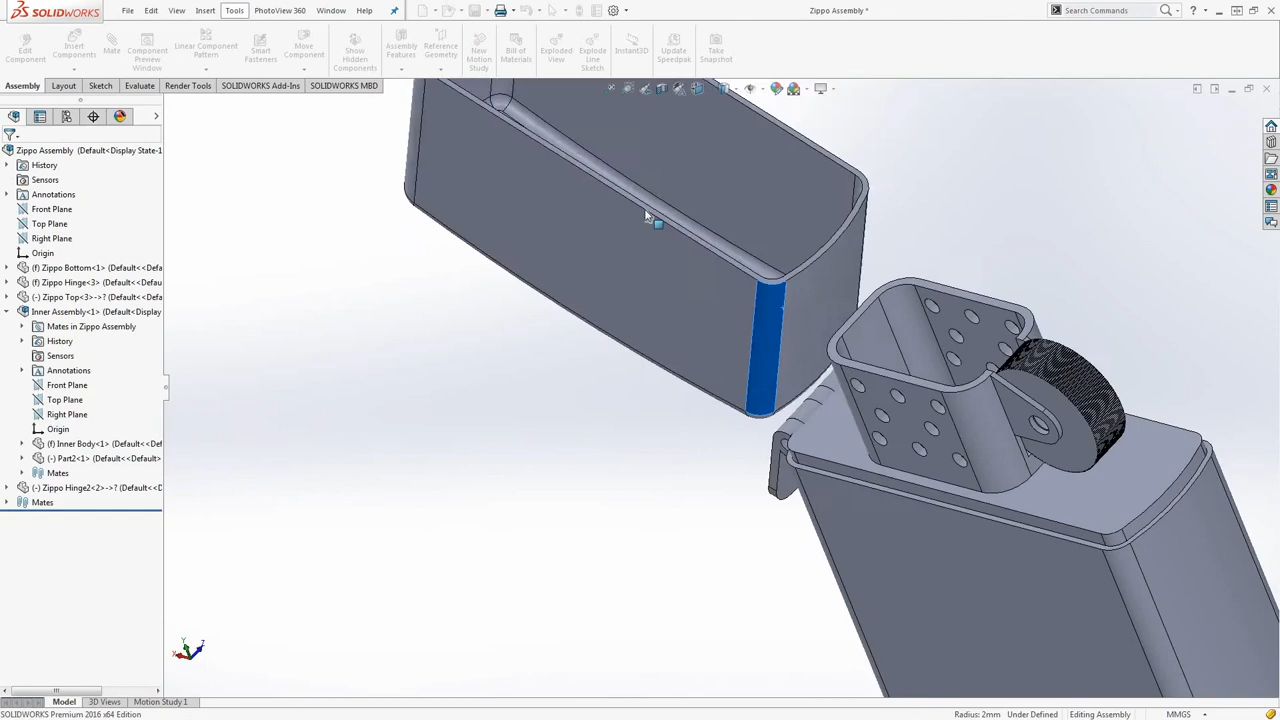 SOLIDWORKS File Edit View Insert Tools PhotoView 360 Window Help Zippo Assembly * Search Commands
Edit Component
Insert Components
Mate
Component Preview Window
Linear Component Pattern
Smart Fasteners
Move Component
Show Hidden Components
Assembly Features
Reference Geometry
New Motion Study
Bill of Materials
Exploded View
Explode Line Sketch
Instant3D
Update Speedpak
Take Snapshot
Assembly Layout Sketch Evaluate Render Tools SOLIDWORKS Add-Ins SOLIDWORKS MBD
Zippo Assembly (Default<Display State-1
History
Sensors
Annotations
Front Plane
Top Plane
Right Plane
Origin
(f) Zippo Bottom<1> (Default<<Defa
(f) Zippo Hinge<3> (Default<<Defau
(-) Zippo Top<3>->? (Default<<Defau
Inner Assembly<1> (Default<Display
Mates in Zippo Assembly
History
Sensors
Annotations
Front Plane
Top Plane
Right Plane
Origin
(f) Inner Body<1> (Default<<Def
(-) Part2<1> (Default<<Default>
Mates
(-) Zippo Hinge2<2>->? (Default<<D
Mates
Y
X
Z
Model 3D Views Motion Study 1
SOLIDWORKS Premium 2016 x64 Edition Radius: 2mm Under Defined Editing Assembly MMGS